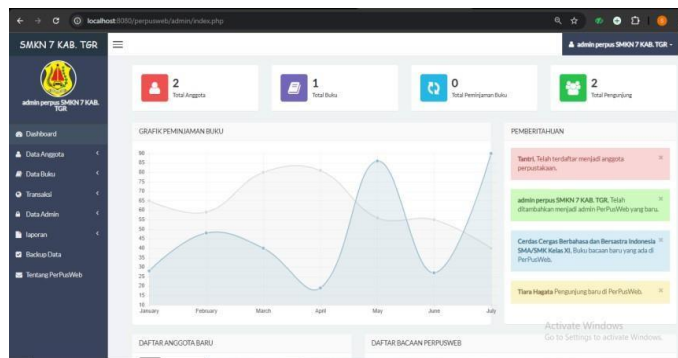 localhost:8080/perpusweb/admin/index.php
SMKN 7 KAB. TGR
admin perpus SMKN 7 KAB. TGR
admin perpus SMKN 7 KAB.
TGR
Dashboard
Data Anggota
Data Buku
Transaksi
Data Admin
laporan
Backup Data
Tentang PerPusWeb
2
Total Anggota
1
Total Buku
0
Total Peminjaman Buku
2
Total Pengunjung
GRAFIK PEMINJAMAN BUKU
90
85
80
75
70
65
60
55
50
45
40
35
30
25
20
15
10
January February March April May June July
PEMBERITAHUAN
Tantri. Telah terdaftar menjadi anggota
perpustakaan.
admin perpus SMKN 7 KAB. TGR. Telah
ditambahkan menjadi admin PerPusWeb yang baru.
Cerdas Cergas Berbahasa dan Bersastra Indonesia
SMA/SMK Kelas XI. Buku bacaan baru yang ada di
PerPusWeb.
Tiara Hagata Pengunjung baru di PerPusWeb.
Activate Windows
Go to Settings to activate Windows.
DAFTAR ANGGOTA BARU
DAFTAR BACAAN PERPUSWEB